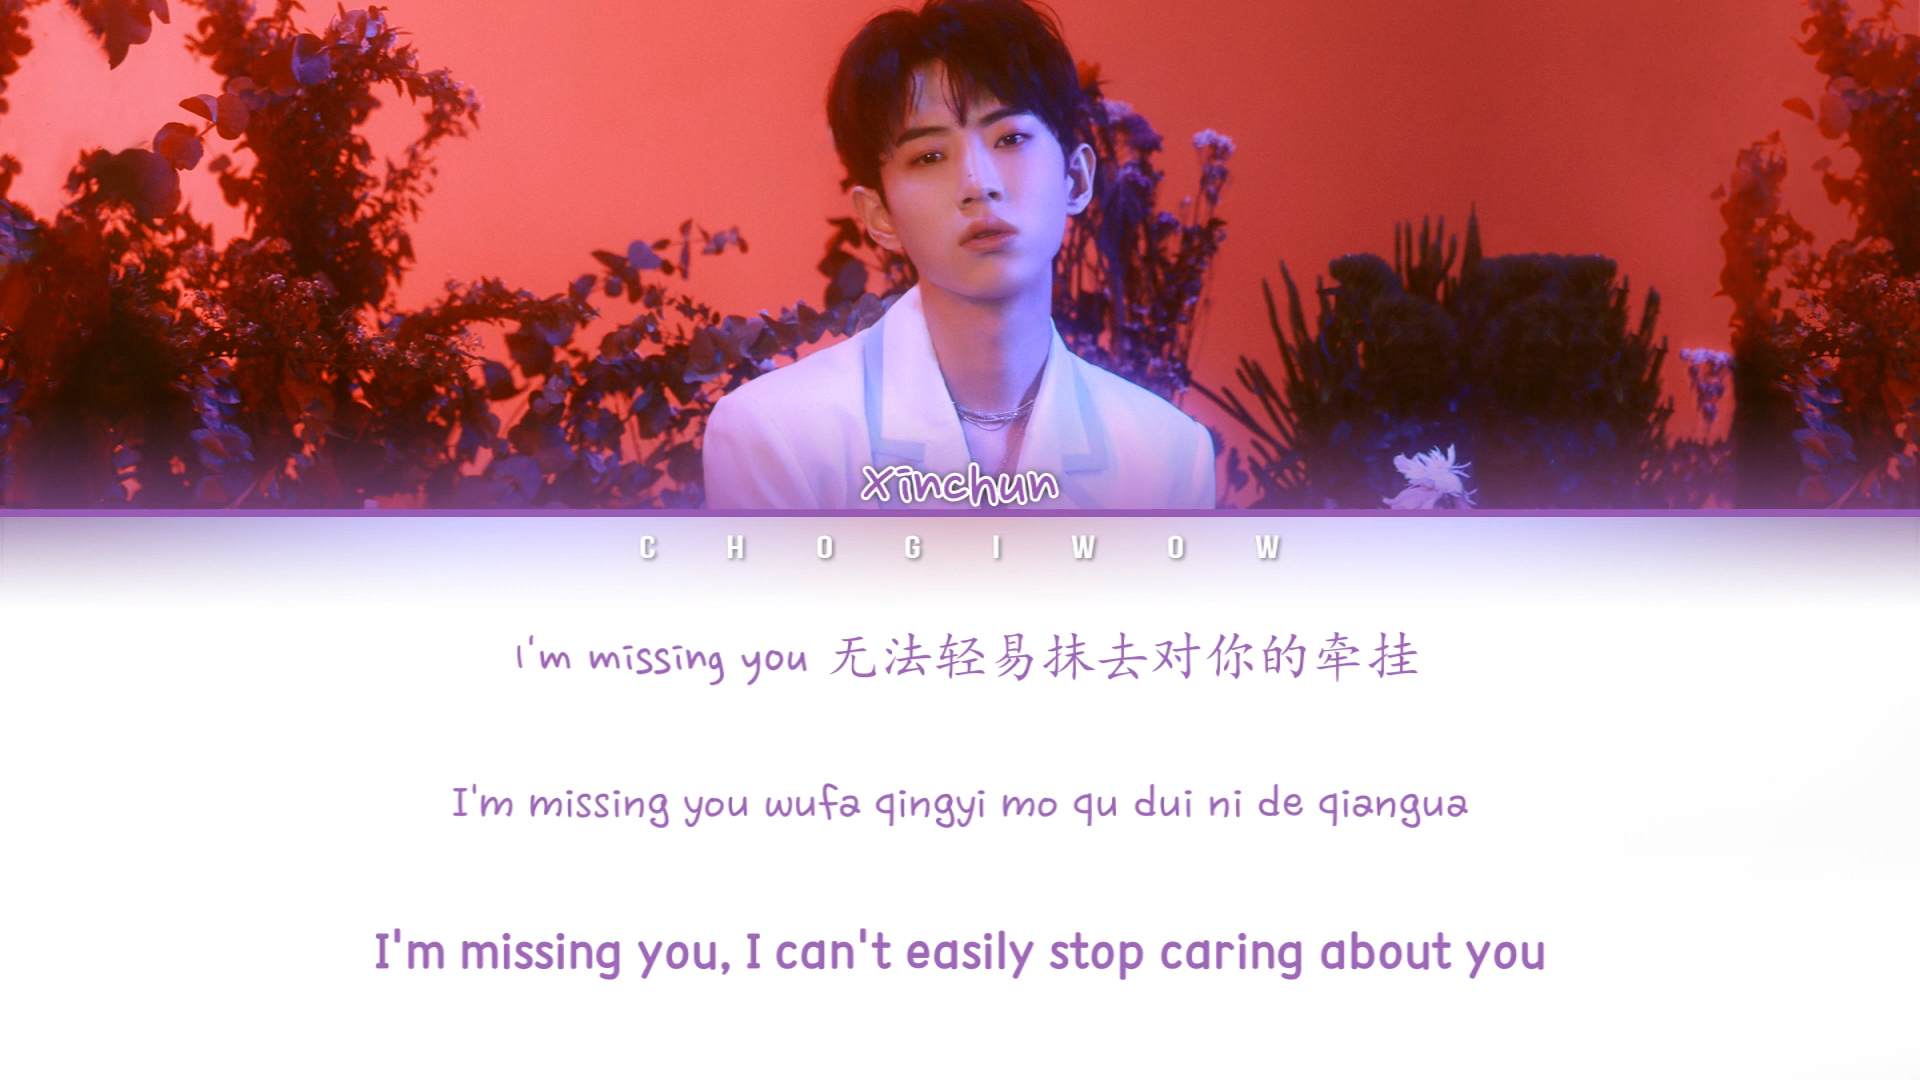 Xinchun
CHOGIWOW
I'm missing you 无法轻易抹去对你的牵挂
I'm missing you wufa qingyi mo qu dui ni de qiangua
I'm missing you, I can't easily stop caring about you